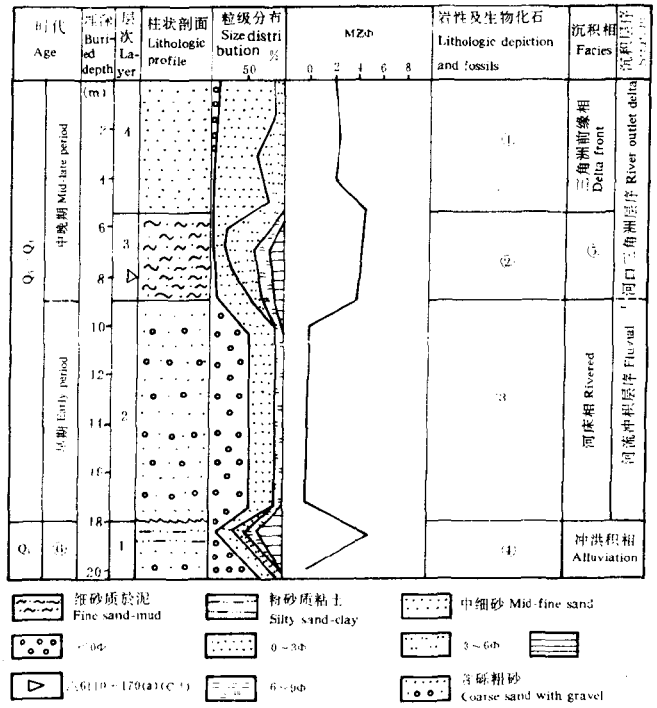 时代
Age
埋深
Buried
depth
(m)
层次
Layer
柱状剖面
Lithologic
profile
粒级分布
Size distribution %
50
MZΦ
0 2 4 6 8
岩性及生物化石
Lithologic depiction
and fossils
沉积相
Facies
沉积层序
中晚期 Mid-late period
早期 Early period
2
4
6
8
10
12
14
16
18
20
4
3
2
1
②
三角洲前缘相
Delta front
河床相 Rivered
冲洪积相
Alluviation
河口三角洲层序 River outlet delta
河流冲积层序 Fluvial
细砂质淤泥
Fine sand-mud
粉砂质粘土
Silty sand-clay
中细砂 Mid-fine sand
0~3Φ
3~6Φ
6~9Φ
含砾粗砂
Coarse sand with gravel